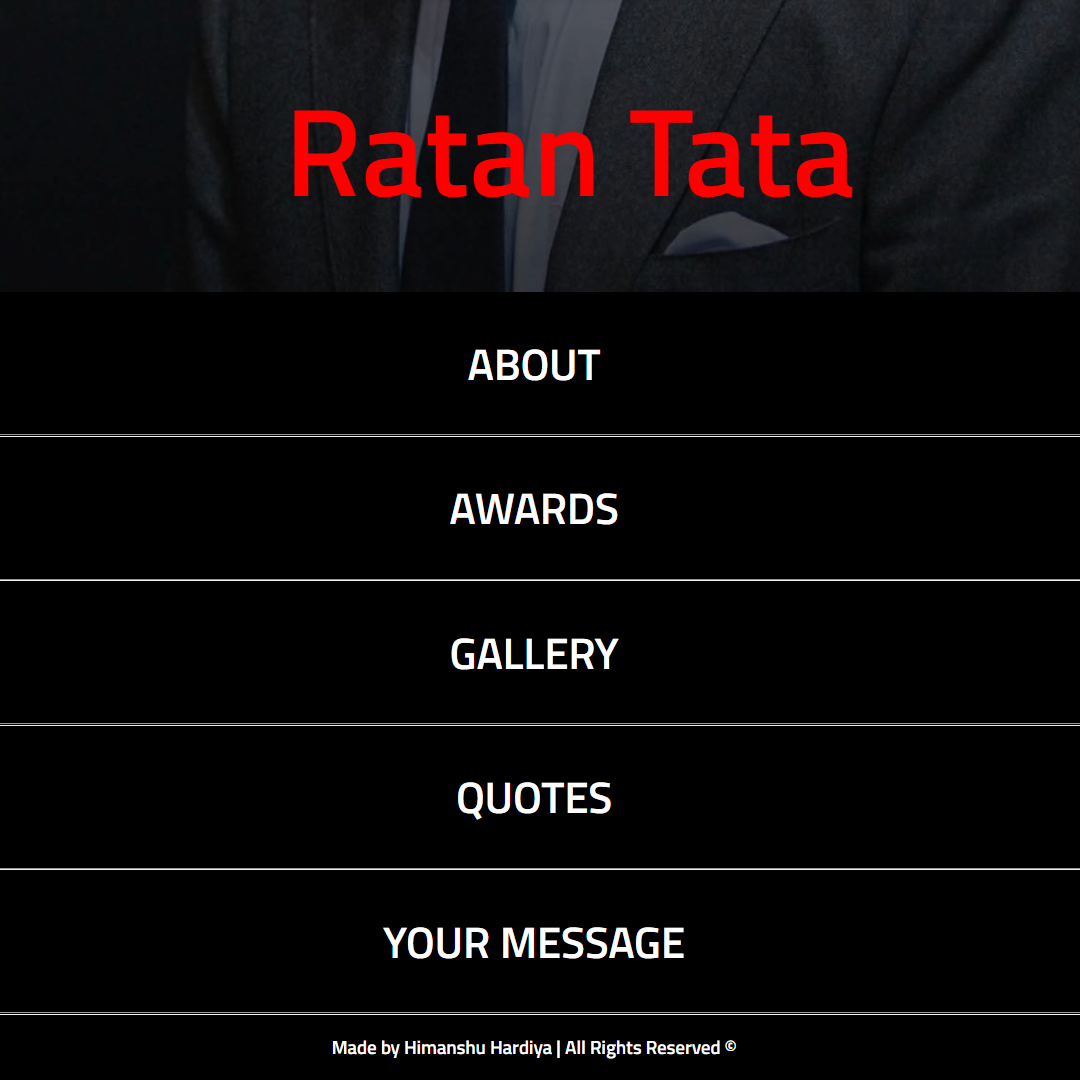 Ratan Tata
ABOUT
AWARDS
GALLERY
QUOTES
YOUR MESSAGE
Made by Himanshu Hardiya | All Rights Reserved ©